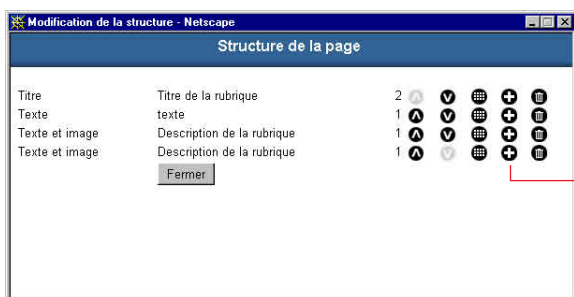 Modification de la structure - Netscape
Structure de la page
Titre Titre de la rubrique 2
Texte texte 1
Texte et image Description de la rubrique 1
Texte et image Description de la rubrique 1
Fermer